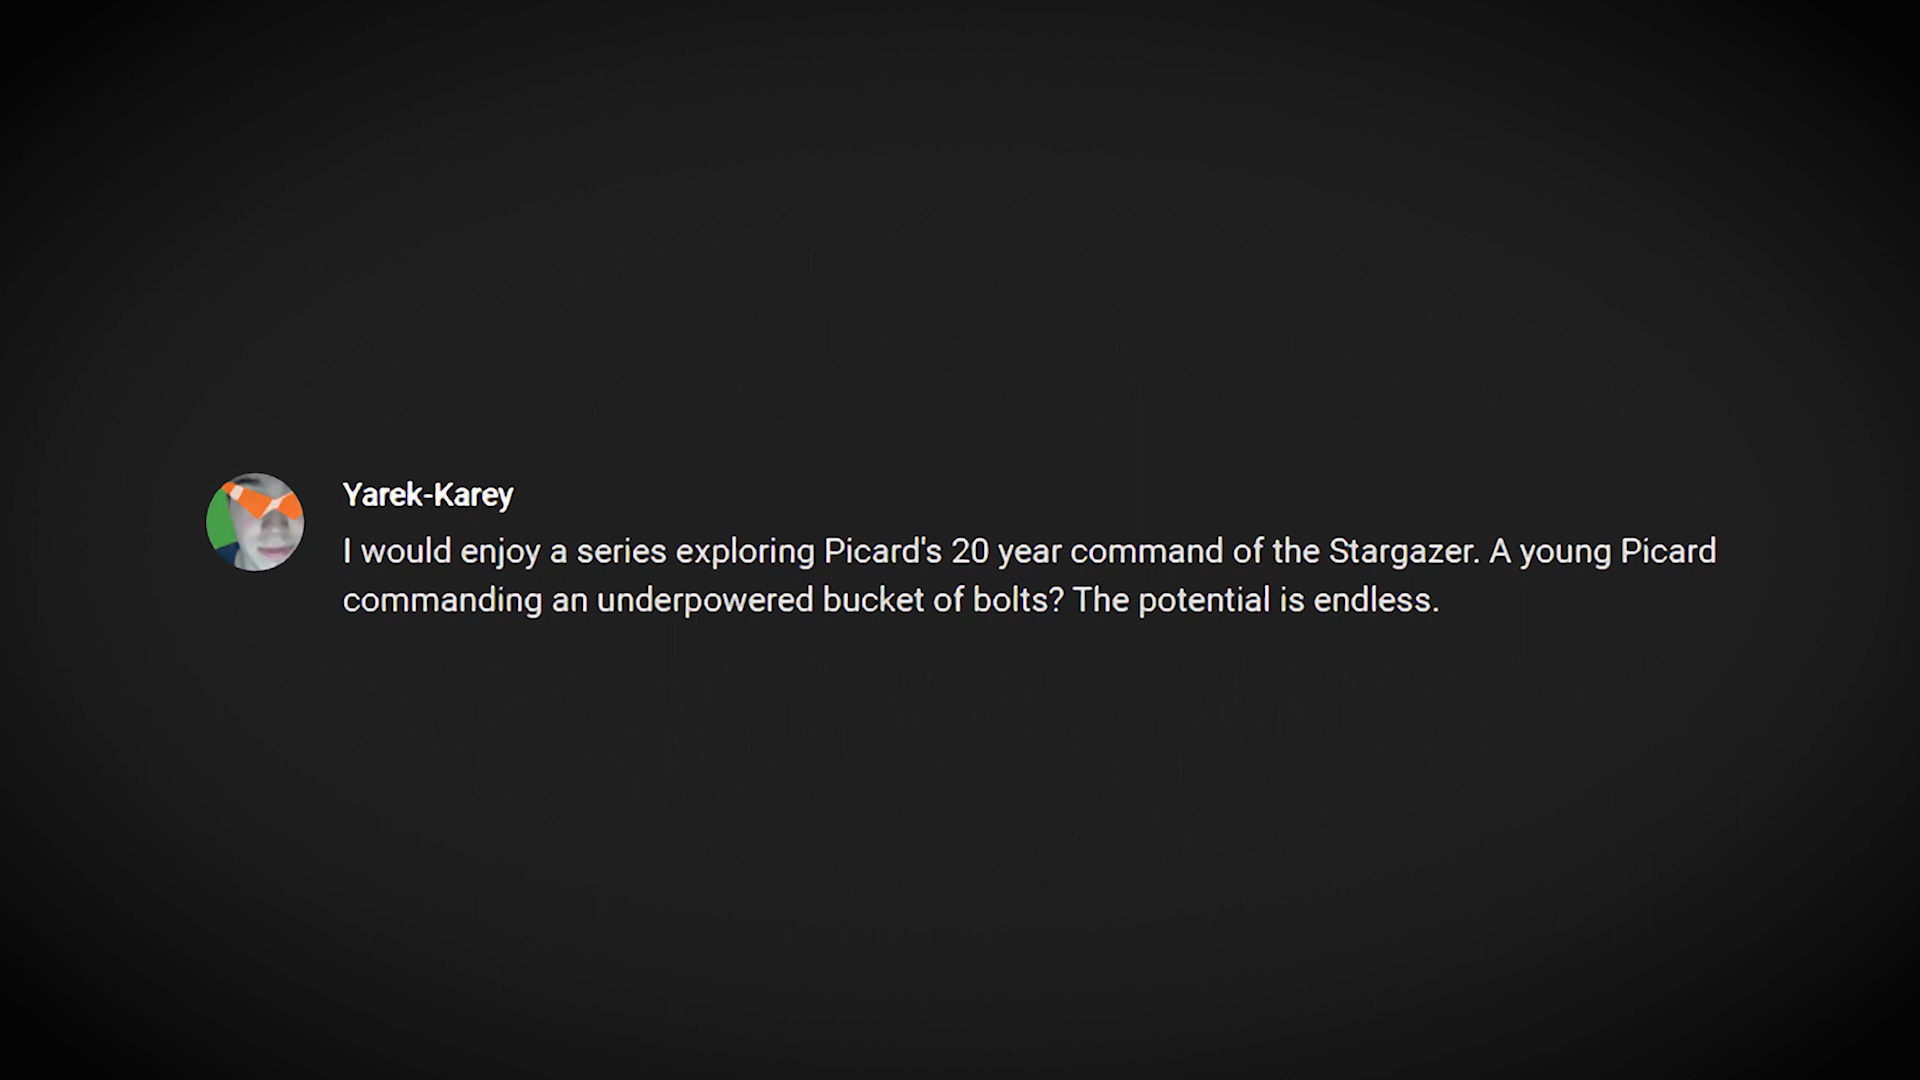 Yarek-Karey
I would enjoy a series exploring Picard's 20 year command of the Stargazer. A young Picard
commanding an underpowered bucket of bolts? The potential is endless.